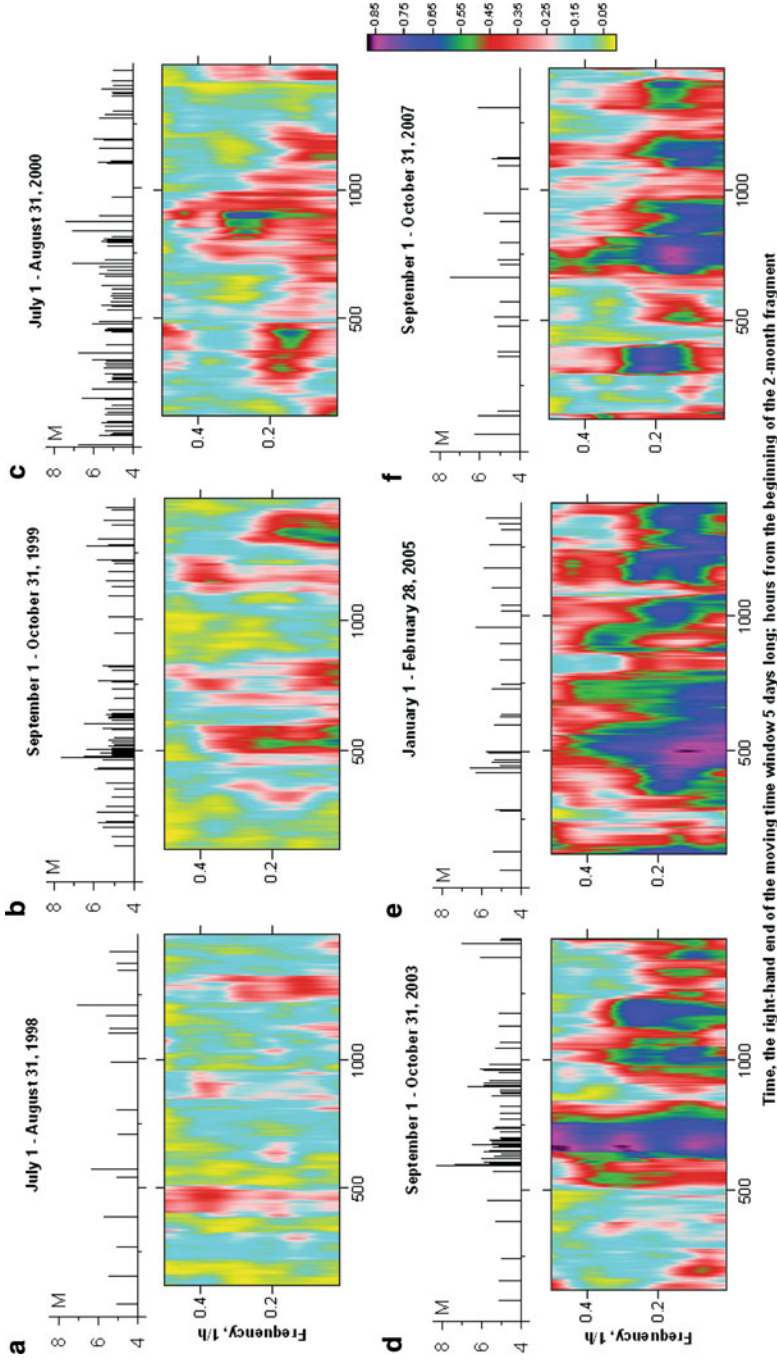 a
July 1 - August 31, 1998
8
M
6
4
0.4
0.2
Frequency, 1/h
500
1000
b
September 1 - October 31, 1999
8
M
6
4
0.4
0.2
500
1000
c
July 1 - August 31, 2000
8
M
6
4
0.4
0.2
500
1000
d
September 1 - October 31, 2003
8
M
6
4
0.4
0.2
Frequency, 1/h
500
1000
e
January 1 - February 28, 2005
8
M
6
4
0.4
0.2
500
1000
f
September 1 - October 31, 2007
8
M
6
4
0.4
0.2
500
1000
0.85
0.75
0.65
0.55
0.45
0.35
0.25
0.15
0.05
Time, the right-hand end of the moving time window 5 days long; hours from the beginning of the 2-month fragment